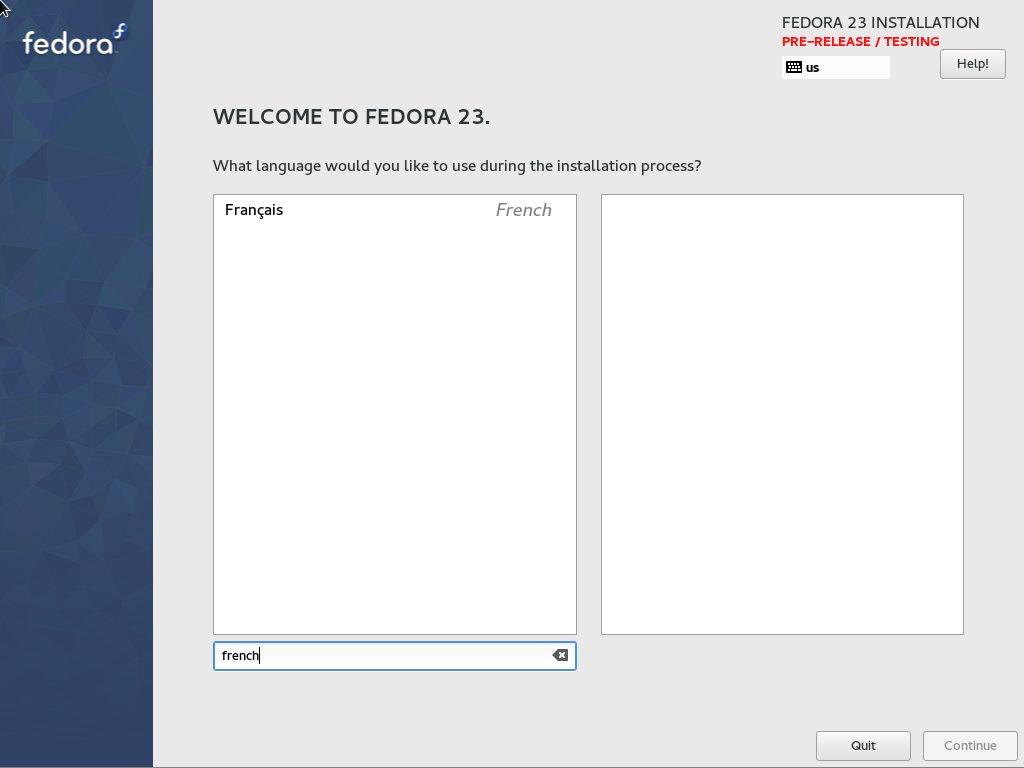 fedora
FEDORA 23 INSTALLATION
PRE-RELEASE / TESTING
us
Help!
WELCOME TO FEDORA 23.
What language would you like to use during the installation process?
Français French
french
Quit
Continue